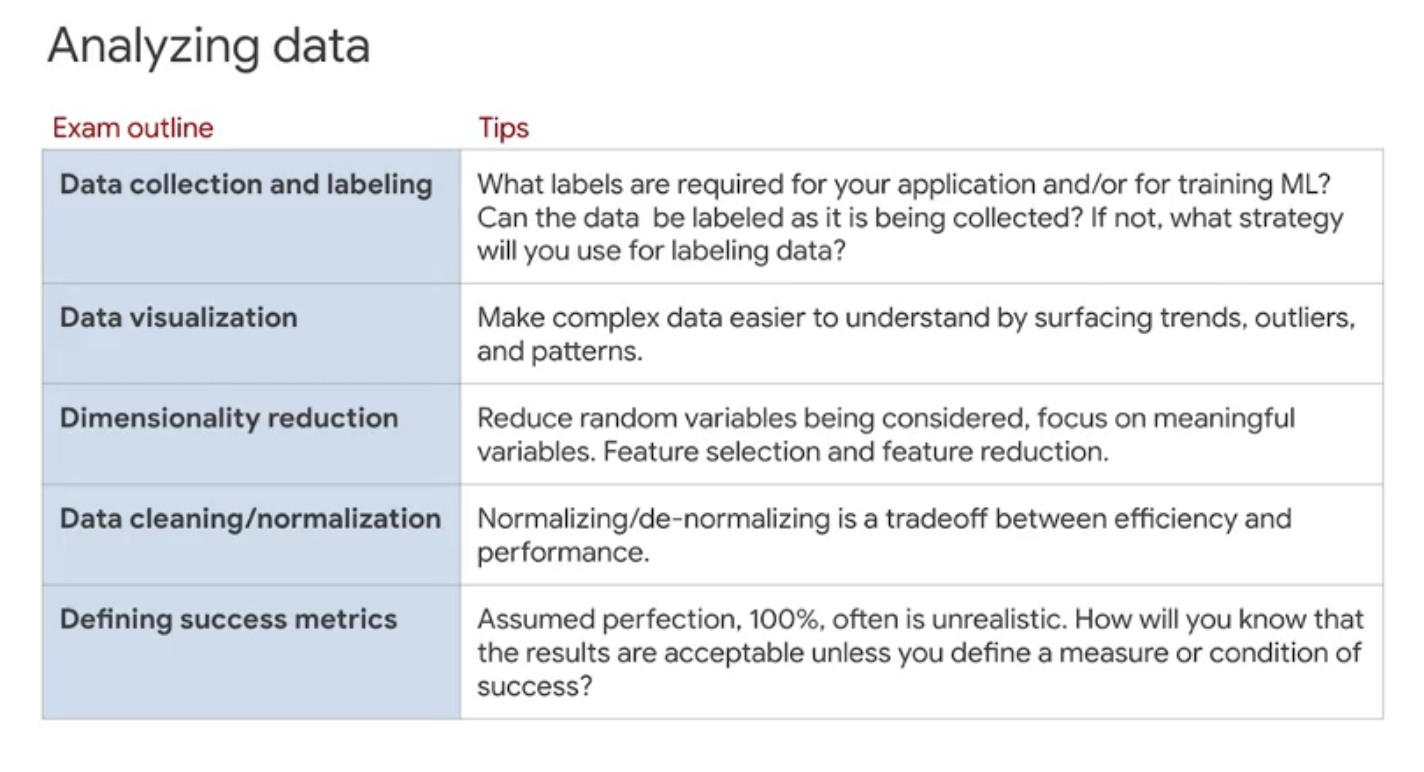 Analyzing data
Exam outline
Tips
Data collection and labeling
What labels are required for your application and/or for training ML?
Can the data  be labeled as it is being collected? If not, what strategy
will you use for labeling data?
Data visualization
Make complex data easier to understand by surfacing trends, outliers,
and patterns.
Dimensionality reduction
Reduce random variables being considered, focus on meaningful
variables. Feature selection and feature reduction.
Data cleaning/normalization
Normalizing/de-normalizing is a tradeoff between efficiency and
performance.
Defining success metrics
Assumed perfection, 100%, often is unrealistic. How will you know that
the results are acceptable unless you define a measure or condition of
success?